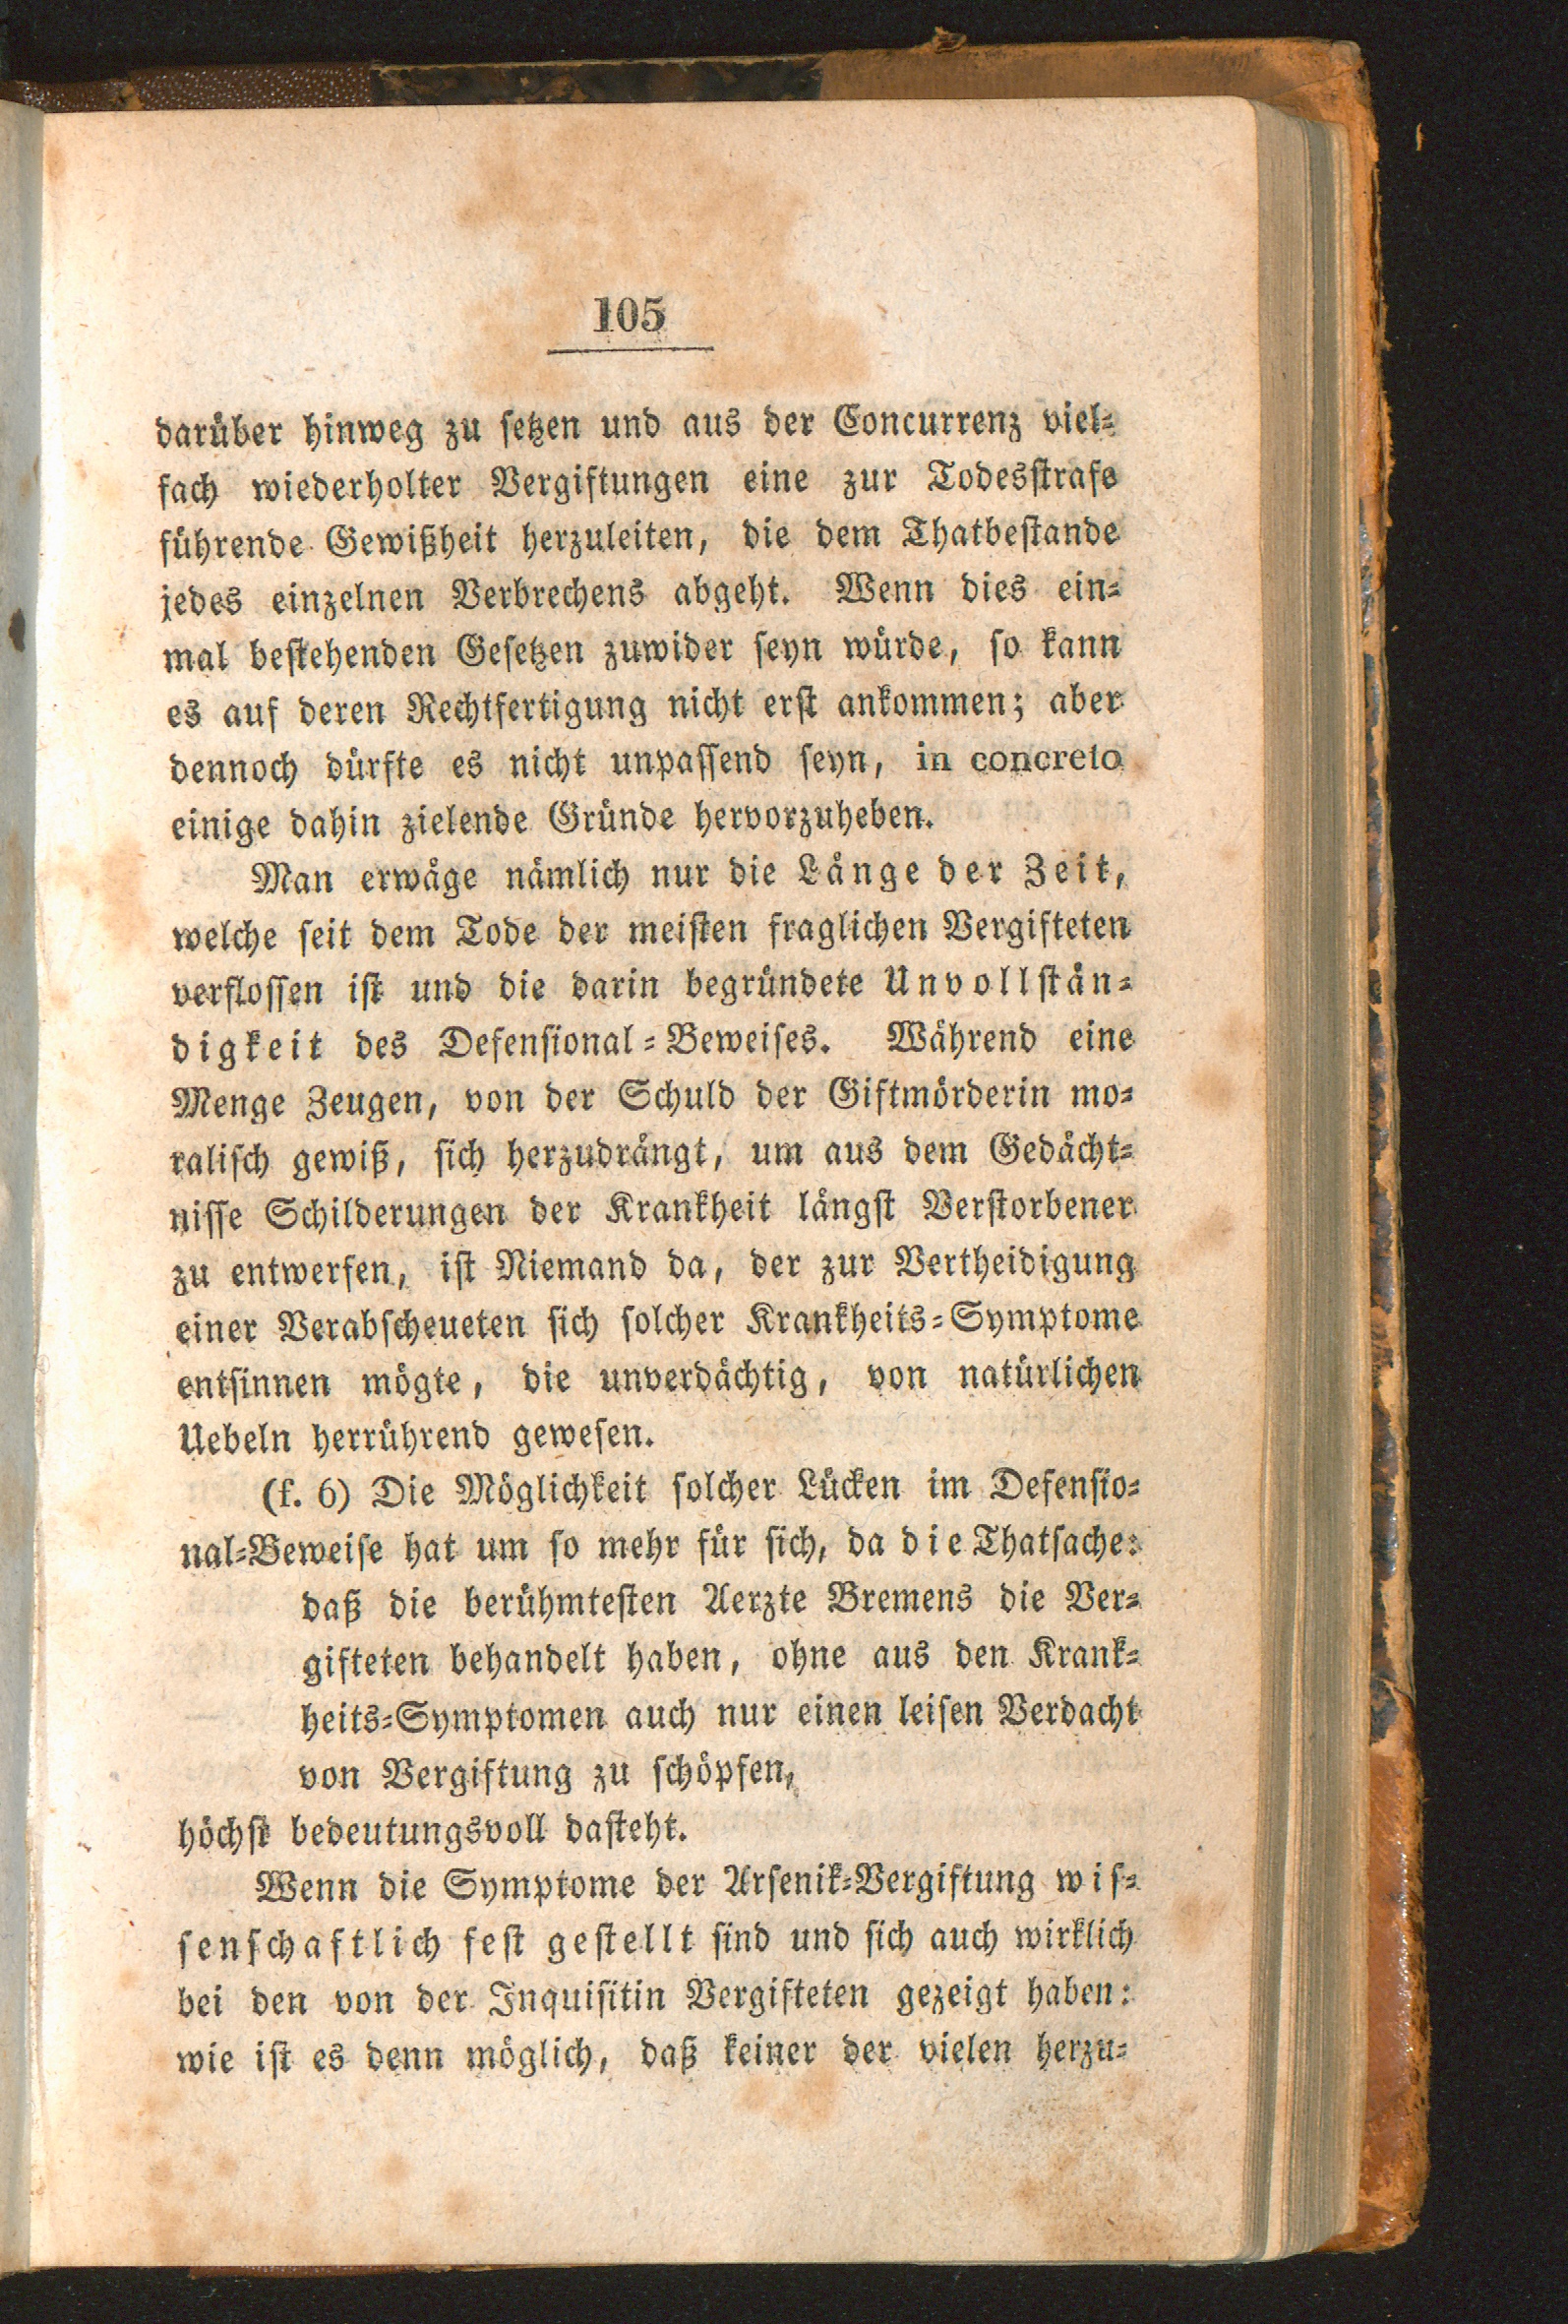 105
darüber hinweg zu setzen und aus der Concurrenz viel-
fach wiederholter Vergiftungen eine zur Todesstrafe
führende Gewißheit herzuleiten, die dem Thatbestande
jedes einzelnen Verbrechens abgeht. Wenn dies ein-
mal bestehenden Gesetzen zuwider seyn würde, so kann
es auf deren Rechtfertigung nicht erst ankommen; aber
dennoch dürfte es nicht unpassend seyn, in concreto
einige dahin zielende Gründe hervorzuheben.
Man erwäge nämlich nur die Länge der Zeit,
welche seit dem Tode der meisten fraglichen Vergifteten
verflossen ist und die darin begründete Unvollstän-
digkeit des Defensional-Beweises. Während eine
Menge Zeugen, von der Schuld der Giftmörderin mo-
ralisch gewiß, sich herzudrängt, um aus dem Gedächt-
nisse Schilderungen der Krankheit längst Verstorbener
zu entwerfen, ist Niemand da, der zur Vertheidigung
einer Verabscheueten sich solcher Krankheits-Symptome
entsinnen mögte, die unverdächtig, von natürlichen
Uebeln herrührend gewesen.
(k. 6) Die Möglichkeit solcher Lücken im Defensio-
nal-Beweise hat um so mehr für sich, da die Thatsache:
daß die berühmtesten Aerzte Bremens die Ver-
gifteten behandelt haben, ohne aus den Krank-
heits-Symptomen auch nur einen leisen Verdacht
von Vergiftung zu schöpfen,
höchst bedeutungsvoll dasteht.
Wenn die Symptome der Arsenik-Vergiftung wis-
senschaftlich fest gestellt sind und sich auch wirklich
bei den von der Inquisitin Vergifteten gezeigt haben:
wie ist es denn möglich, daß keiner der vielen herzu-